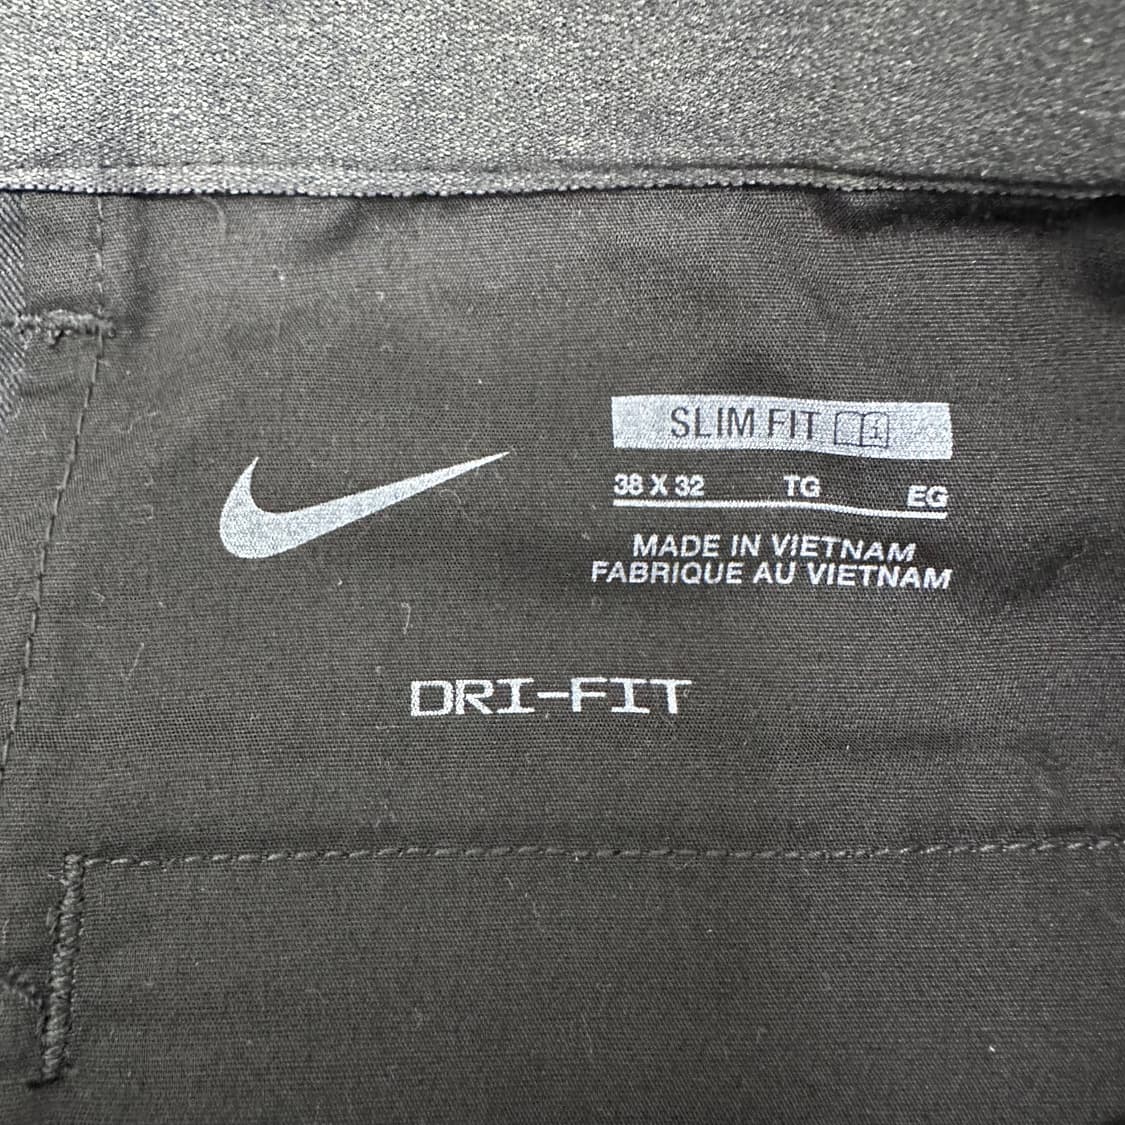 SLIM FIT
38 X 32 TG EG
MADE IN VIETNAM
FABRIQUE AU VIETNAM
DRI-FIT